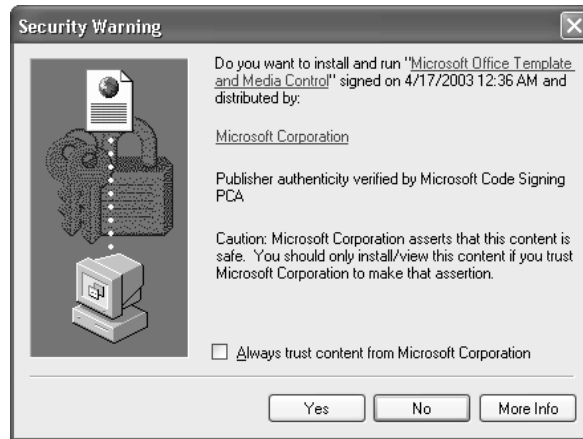 Security Warning
Do you want to install and run "Microsoft Office Template
and Media Control" signed on 4/17/2003 12:36 AM and
distributed by:
Microsoft Corporation
Publisher authenticity verified by Microsoft Code Signing
PCA
Caution: Microsoft Corporation asserts that this content is
safe. You should only install/view this content if you trust
Microsoft Corporation to make that assertion.
Always trust content from Microsoft Corporation
Yes
No
More Info